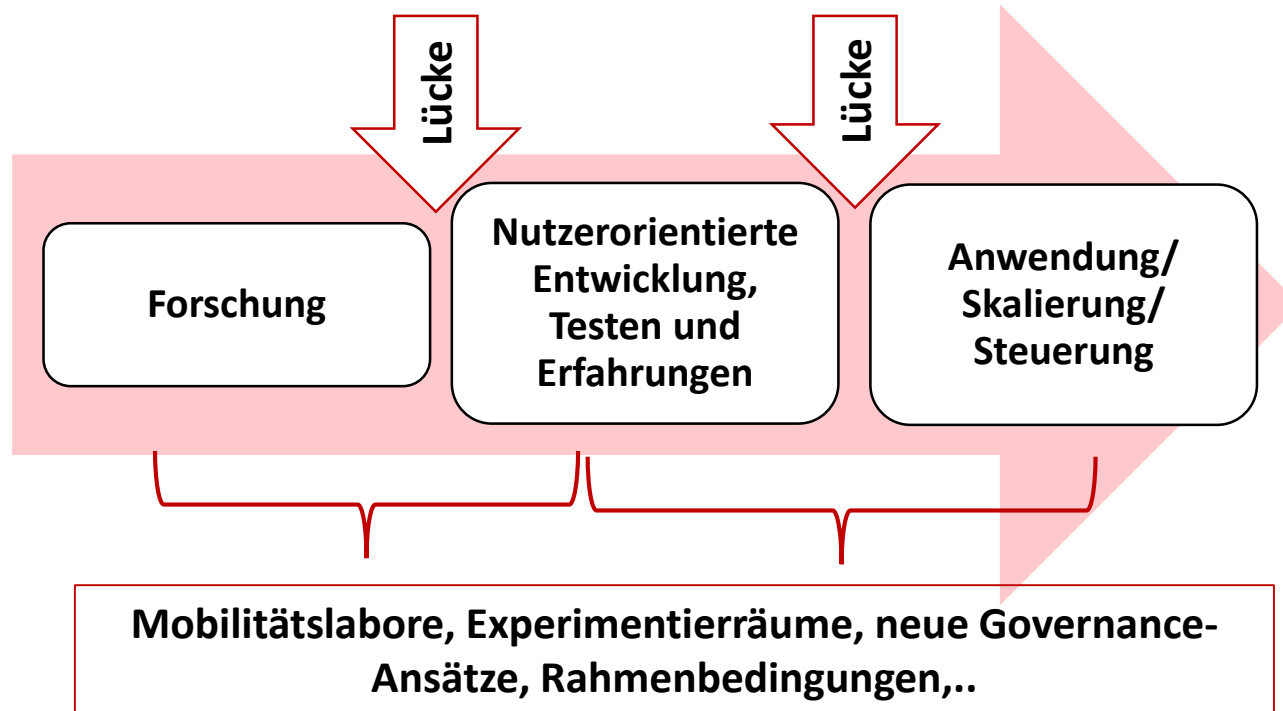 Lücke
Lücke
Forschung
Nutzerorientierte
Entwicklung,
Testen und
Erfahrungen
Anwendung/
Skalierung/
Steuerung
Mobilitätslabore, Experimentierräume, neue Governance-
Ansätze, Rahmenbedingungen,..